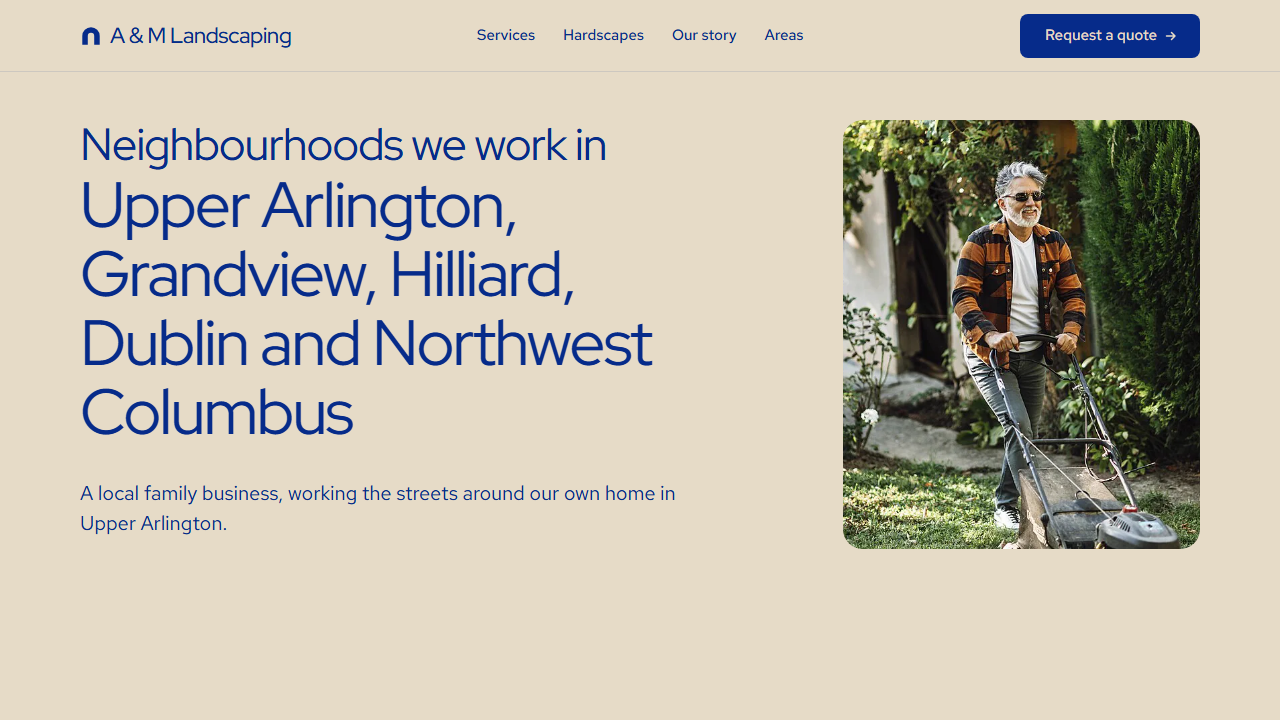 A & M Landscaping
Services
Hardscapes
Our story
Areas
Request a quote →
Neighbourhoods we work in
Upper Arlington,
Grandview, Hilliard,
Dublin and Northwest
Columbus
A local family business, working the streets around our own home in
Upper Arlington.